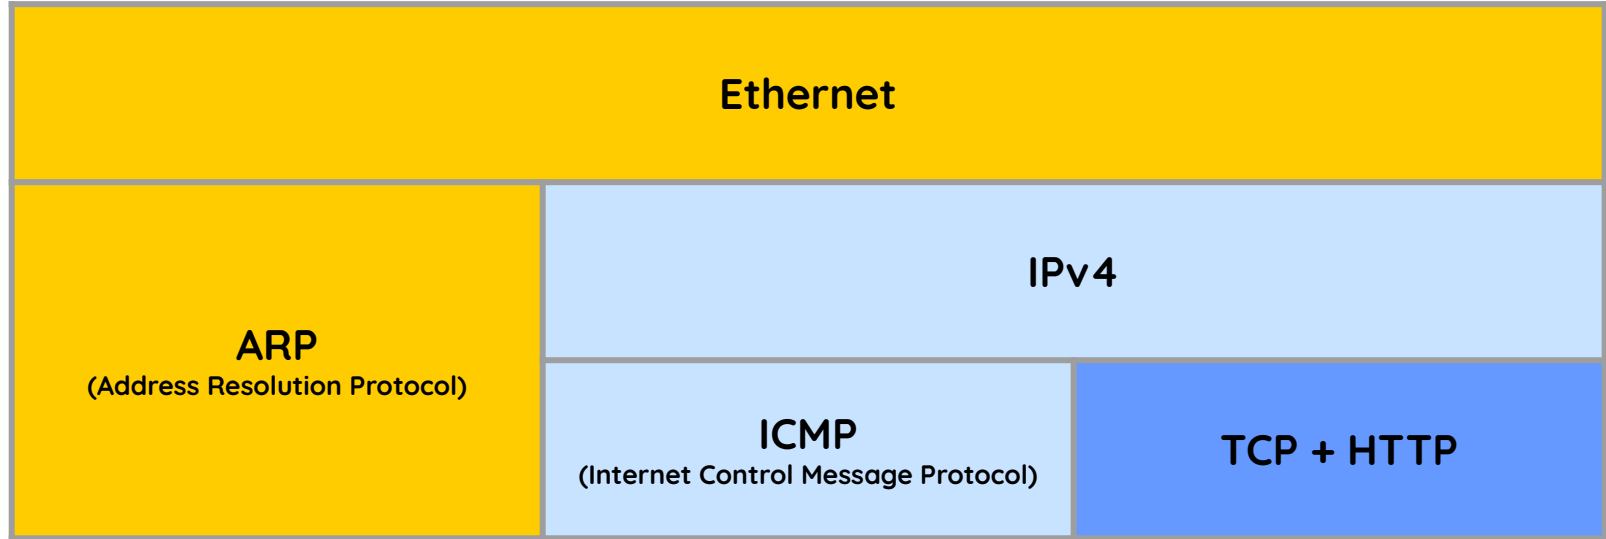 Ethernet
IPv4
ARP
(Address Resolution Protocol)
ICMP
(Internet Control Message Protocol)
TCP + HTTP